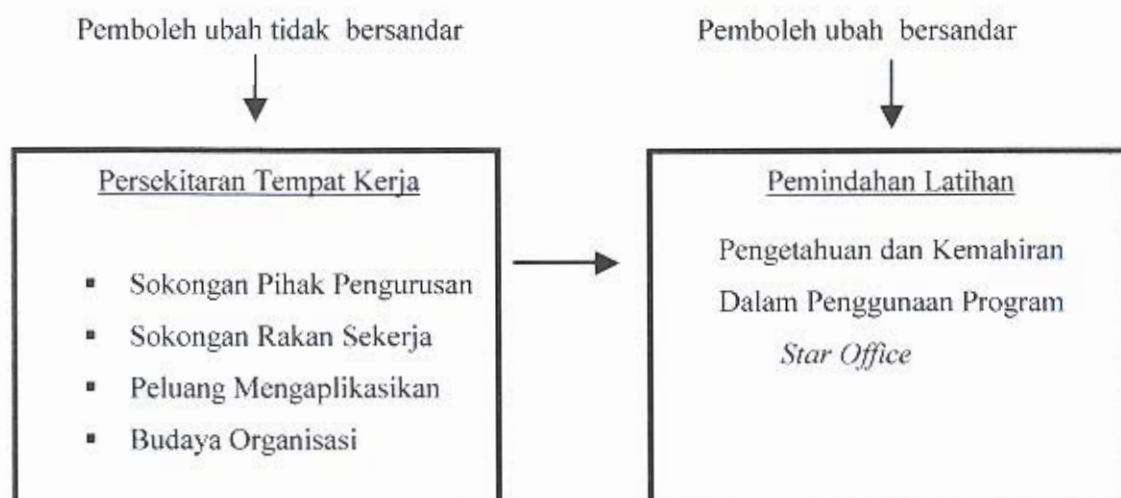 Pemboleh ubah tidak bersandar
Pemboleh ubah bersandar
Persekitaran Tempat Kerja
▪ Sokongan Pihak Pengurusan
▪ Sokongan Rakan Sekerja
▪ Peluang Mengaplikasikan
▪ Budaya Organisasi
Pemindahan Latihan
Pengetahuan dan Kemahiran
Dalam Penggunaan Program
Star Office